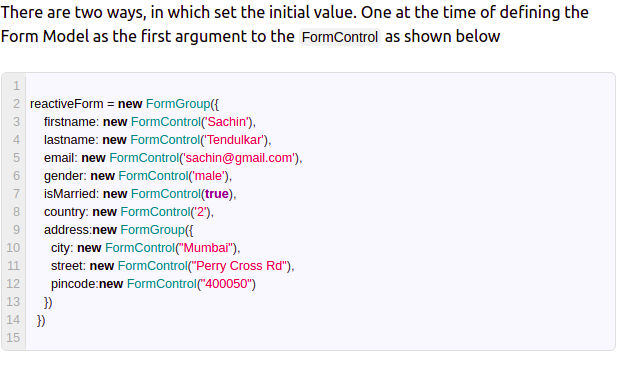 There are two ways, in which set the initial value. One at the time of defining the
Form Model as the first argument to the FormControl as shown below
1
2 reactiveForm = new FormGroup({
3 firstname: new FormControl('Sachin'),
4 lastname: new FormControl('Tendulkar'),
5 email: new FormControl('sachin@gmail.com'),
6 gender: new FormControl('male'),
7 isMarried: new FormControl(true),
8 country: new FormControl('2'),
9 address:new FormGroup({
10 city: new FormControl("Mumbai"),
11 street: new FormControl("Perry Cross Rd"),
12 pincode:new FormControl("400050")
13 })
14 })
15